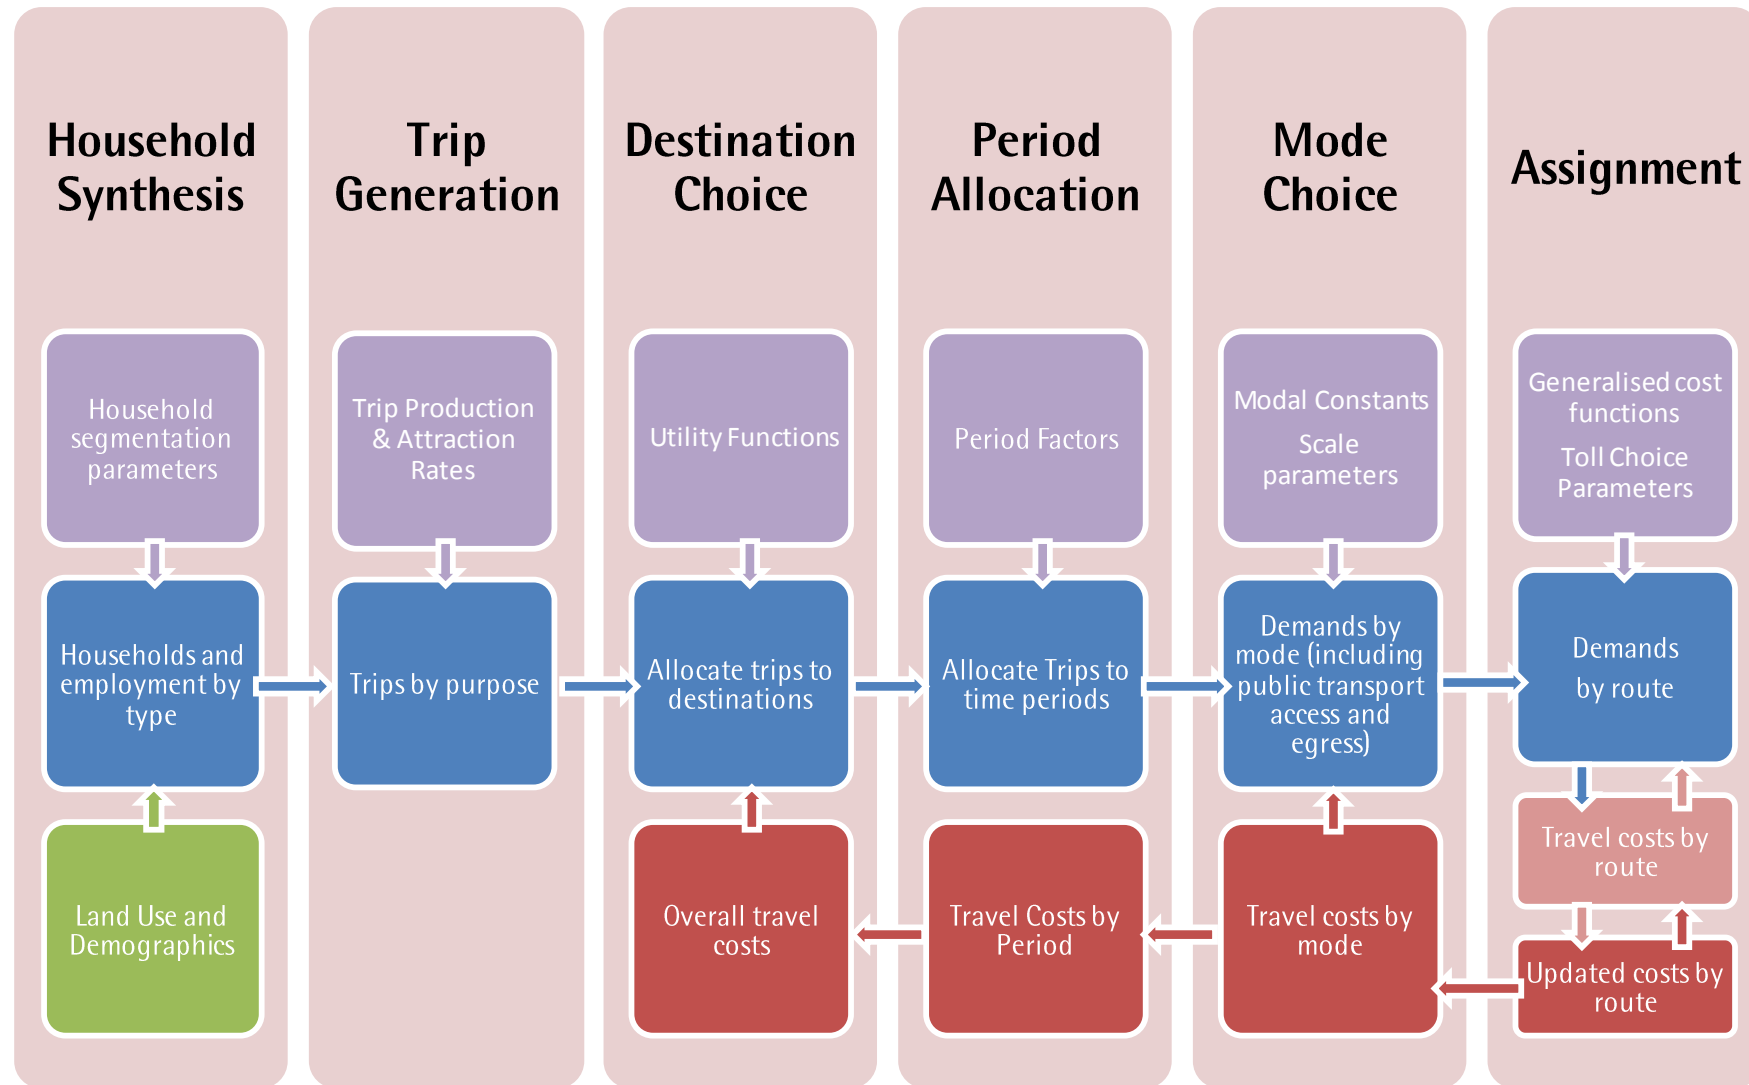 Household
Synthesis
Trip
Generation
Destination
Choice
Period
Allocation
Mode
Choice
Assignment
Household
segmentation
parameters
Trip Production
& Attraction
Rates
Utility Functions
Period Factors
Modal Constants
Scale
parameters
Generalised cost
functions
Toll Choice
Parameters
Households and
employment by
type
Trips by purpose
Allocate trips to
destinations
Allocate Trips to
time periods
Demands by
mode (including
public transport
access and
egress)
Demands
by route
Travel costs by
route
Land Use and
Demographics
Overall travel
costs
Travel Costs by
Period
Travel costs by
mode
Updated costs by
route